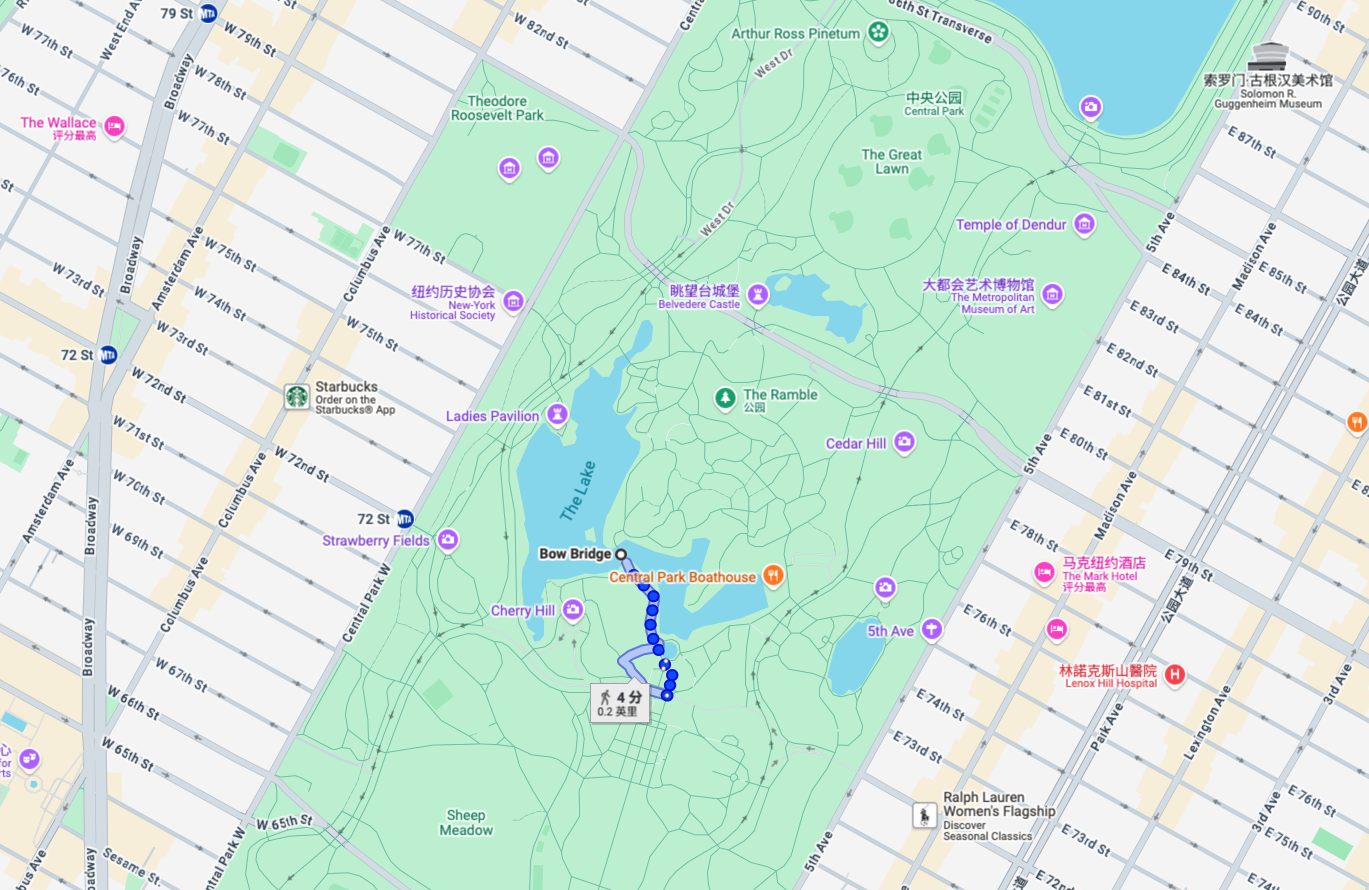 79 St
MTA
W 77th St
West End Ave
W 79th St
W 78th St
W 77th St
76th St
Broadway
The Wallace
评分最高
W 82nd St
Theodore
Roosevelt Park
West Dr
Arthur Ross Pinetum
86th St Transverse
中央公园
Central Park
The Great
Lawn
E 90th St
索罗门·古根汉美术馆
Solomon R.
Guggenheim Museum
E 87th St
Temple of Dendur
West Dr
5th Ave
Madison Ave
E 84th St
E 85th St
公园大道
E 83rd St
E 84th St
E 82nd St
E 81st St
E 80th St
大都会艺术博物馆
The Metropolitan
Museum of Art
眺望台城堡
Belvedere Castle
纽约历史协会
New-York
Historical Society
W 77th St
W 75th St
W 74th St
W 75th St
W 73rd St
Columbus Ave
Amsterdam Ave
Broadway
W 73rd St
72 St
MTA
W 72nd St
Starbucks
Order on the
Starbucks® App
W 71st St
W 72nd St
W 70th St
W 69th St
Amsterdam Ave
Columbus Ave
Broadway
Ladies Pavilion
The Ramble
公园
Cedar Hill
The Lake
72 St
MTA
Strawberry Fields
Bow Bridge
Central Park Boathouse
Cherry Hill
5th Ave
5th Ave
Madison Ave
E 78th St
E 79th St
马克纽约酒店
The Mark Hotel
评分最高
公园大道
E 76th St
林諾克斯山醫院
Lenox Hill Hospital
H
E 74th St
E 73rd St
Park Ave
Lexington Ave
3rd Ave
Columbus Ave
Central Park W
Broadway
W 67th St
W 66th St
W 65th St
4 分
0.2 英里
Sheep
Meadow
W 65th St
Central Park W
Sesame St.
Broadway
5th Ave
Ralph Lauren
Women's Flagship
Discover
Seasonal Classics
E 73rd St
E 72nd St
3rd Ave
E 76th St
E 75th St
E 74th